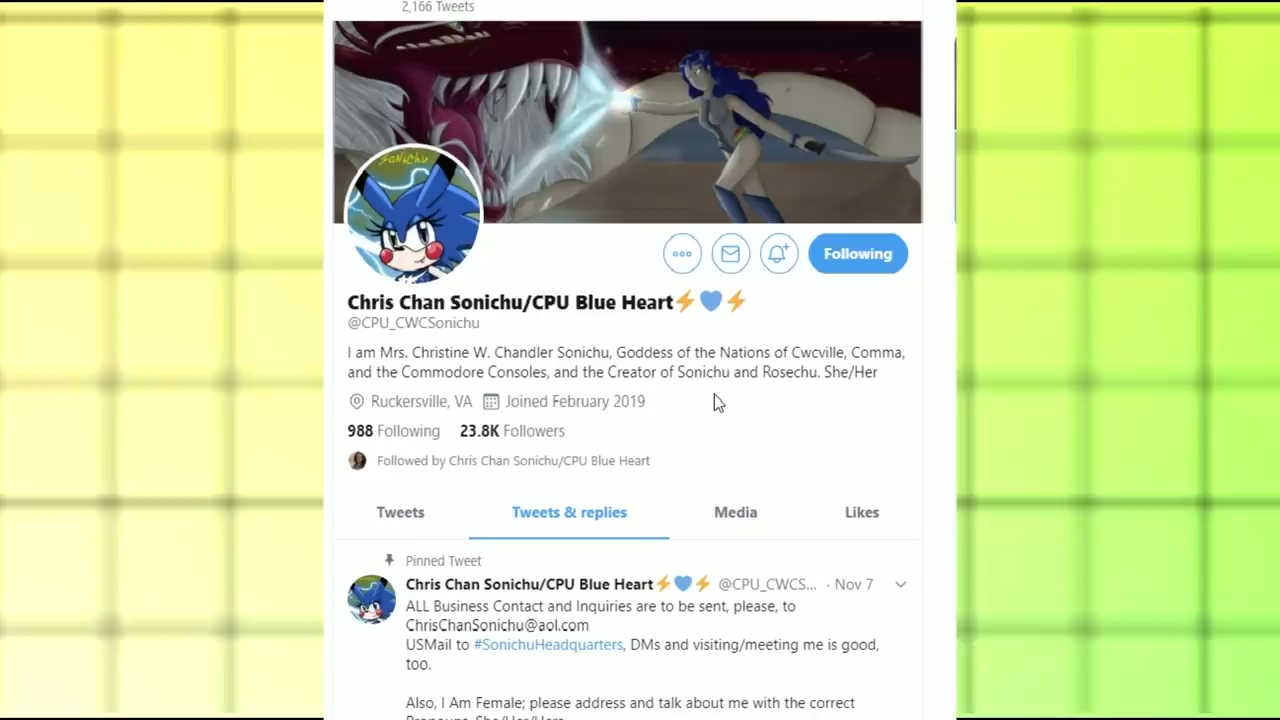 2,166 Tweets
SoNiChu
Following
Chris Chan Sonichu/CPU Blue Heart⚡💙⚡
@CPU_CWCSonichu
I am Mrs. Christine W. Chandler Sonichu, Goddess of the Nations of Cwcville, Comma,
and the Commodore Consoles, and the Creator of Sonichu and Rosechu. She/Her
Ruckersville, VA Joined February 2019
988 Following 23.8K Followers
Followed by Chris Chan Sonichu/CPU Blue Heart
Tweets Tweets & replies Media Likes
Pinned Tweet
Chris Chan Sonichu/CPU Blue Heart⚡💙⚡ @CPU_CWCS... · Nov 7
ALL Business Contact and Inquiries are to be sent, please, to
ChrisChanSonichu@aol.com
USMail to #SonichuHeadquarters, DMs and visiting/meeting me is good,
too.
Also, I Am Female; please address and talk about me with the correct
Pronouns. She/Her/Hers